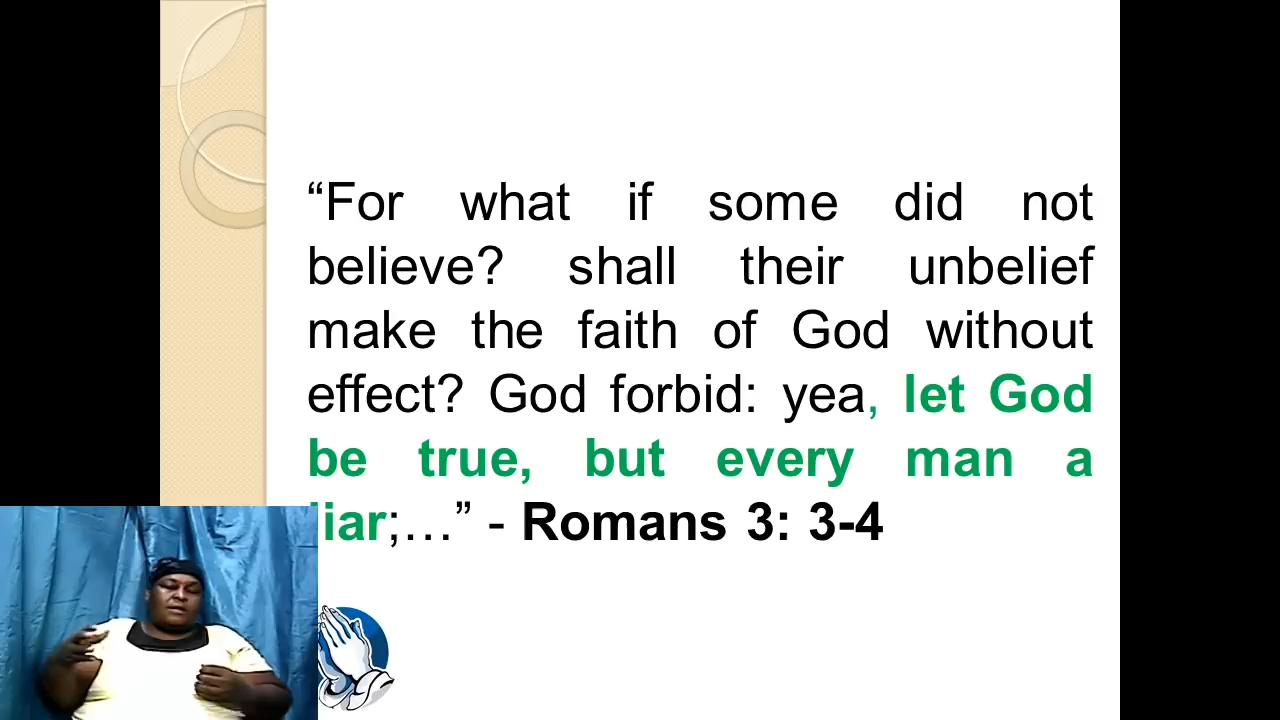 “For what if some did not
believe? shall their unbelief
make the faith of God without
effect? God forbid: yea, let God
be true, but every man a
liar;…” - Romans 3: 3-4